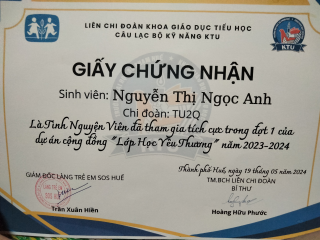 LIÊN CHI ĐOÀN KHOA GIÁO DỤC TIỂU HỌC
CÂU LẠC BỘ KỸ NĂNG KTU
KTU
GIẤY CHỨNG NHẬN
Sinh viên: Nguyễn Thị Ngọc Anh
Chi đoàn: TU2Q
Là Tình Nguyện Viên đã tham gia tích cực trong đợt 1 của
dự án cộng đồng "Lớp Học Yêu Thương" năm 2023-2024
Thành phố Huế, ngày 19 tháng 05 năm 2024
GIÁM ĐỐC LÀNG TRẺ EM SOS HUẾ
TM.BCH LIÊN CHI ĐOÀN
BÍ THƯ
Trần Xuân Hiền
Hoàng Hữu Phước